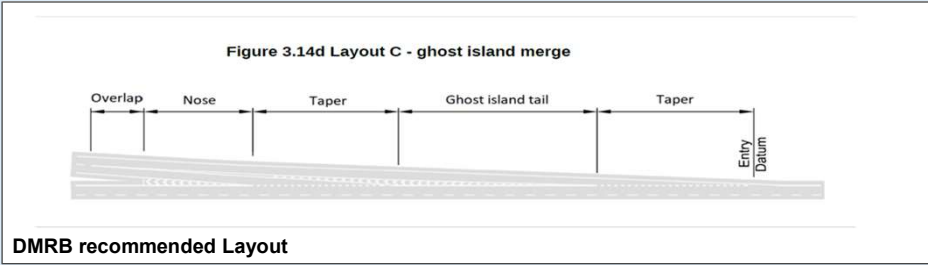 Figure 3.14d Layout C - ghost island merge
Overlap Nose Taper Ghost island tail Taper
Entry
Datum
DMRB recommended Layout